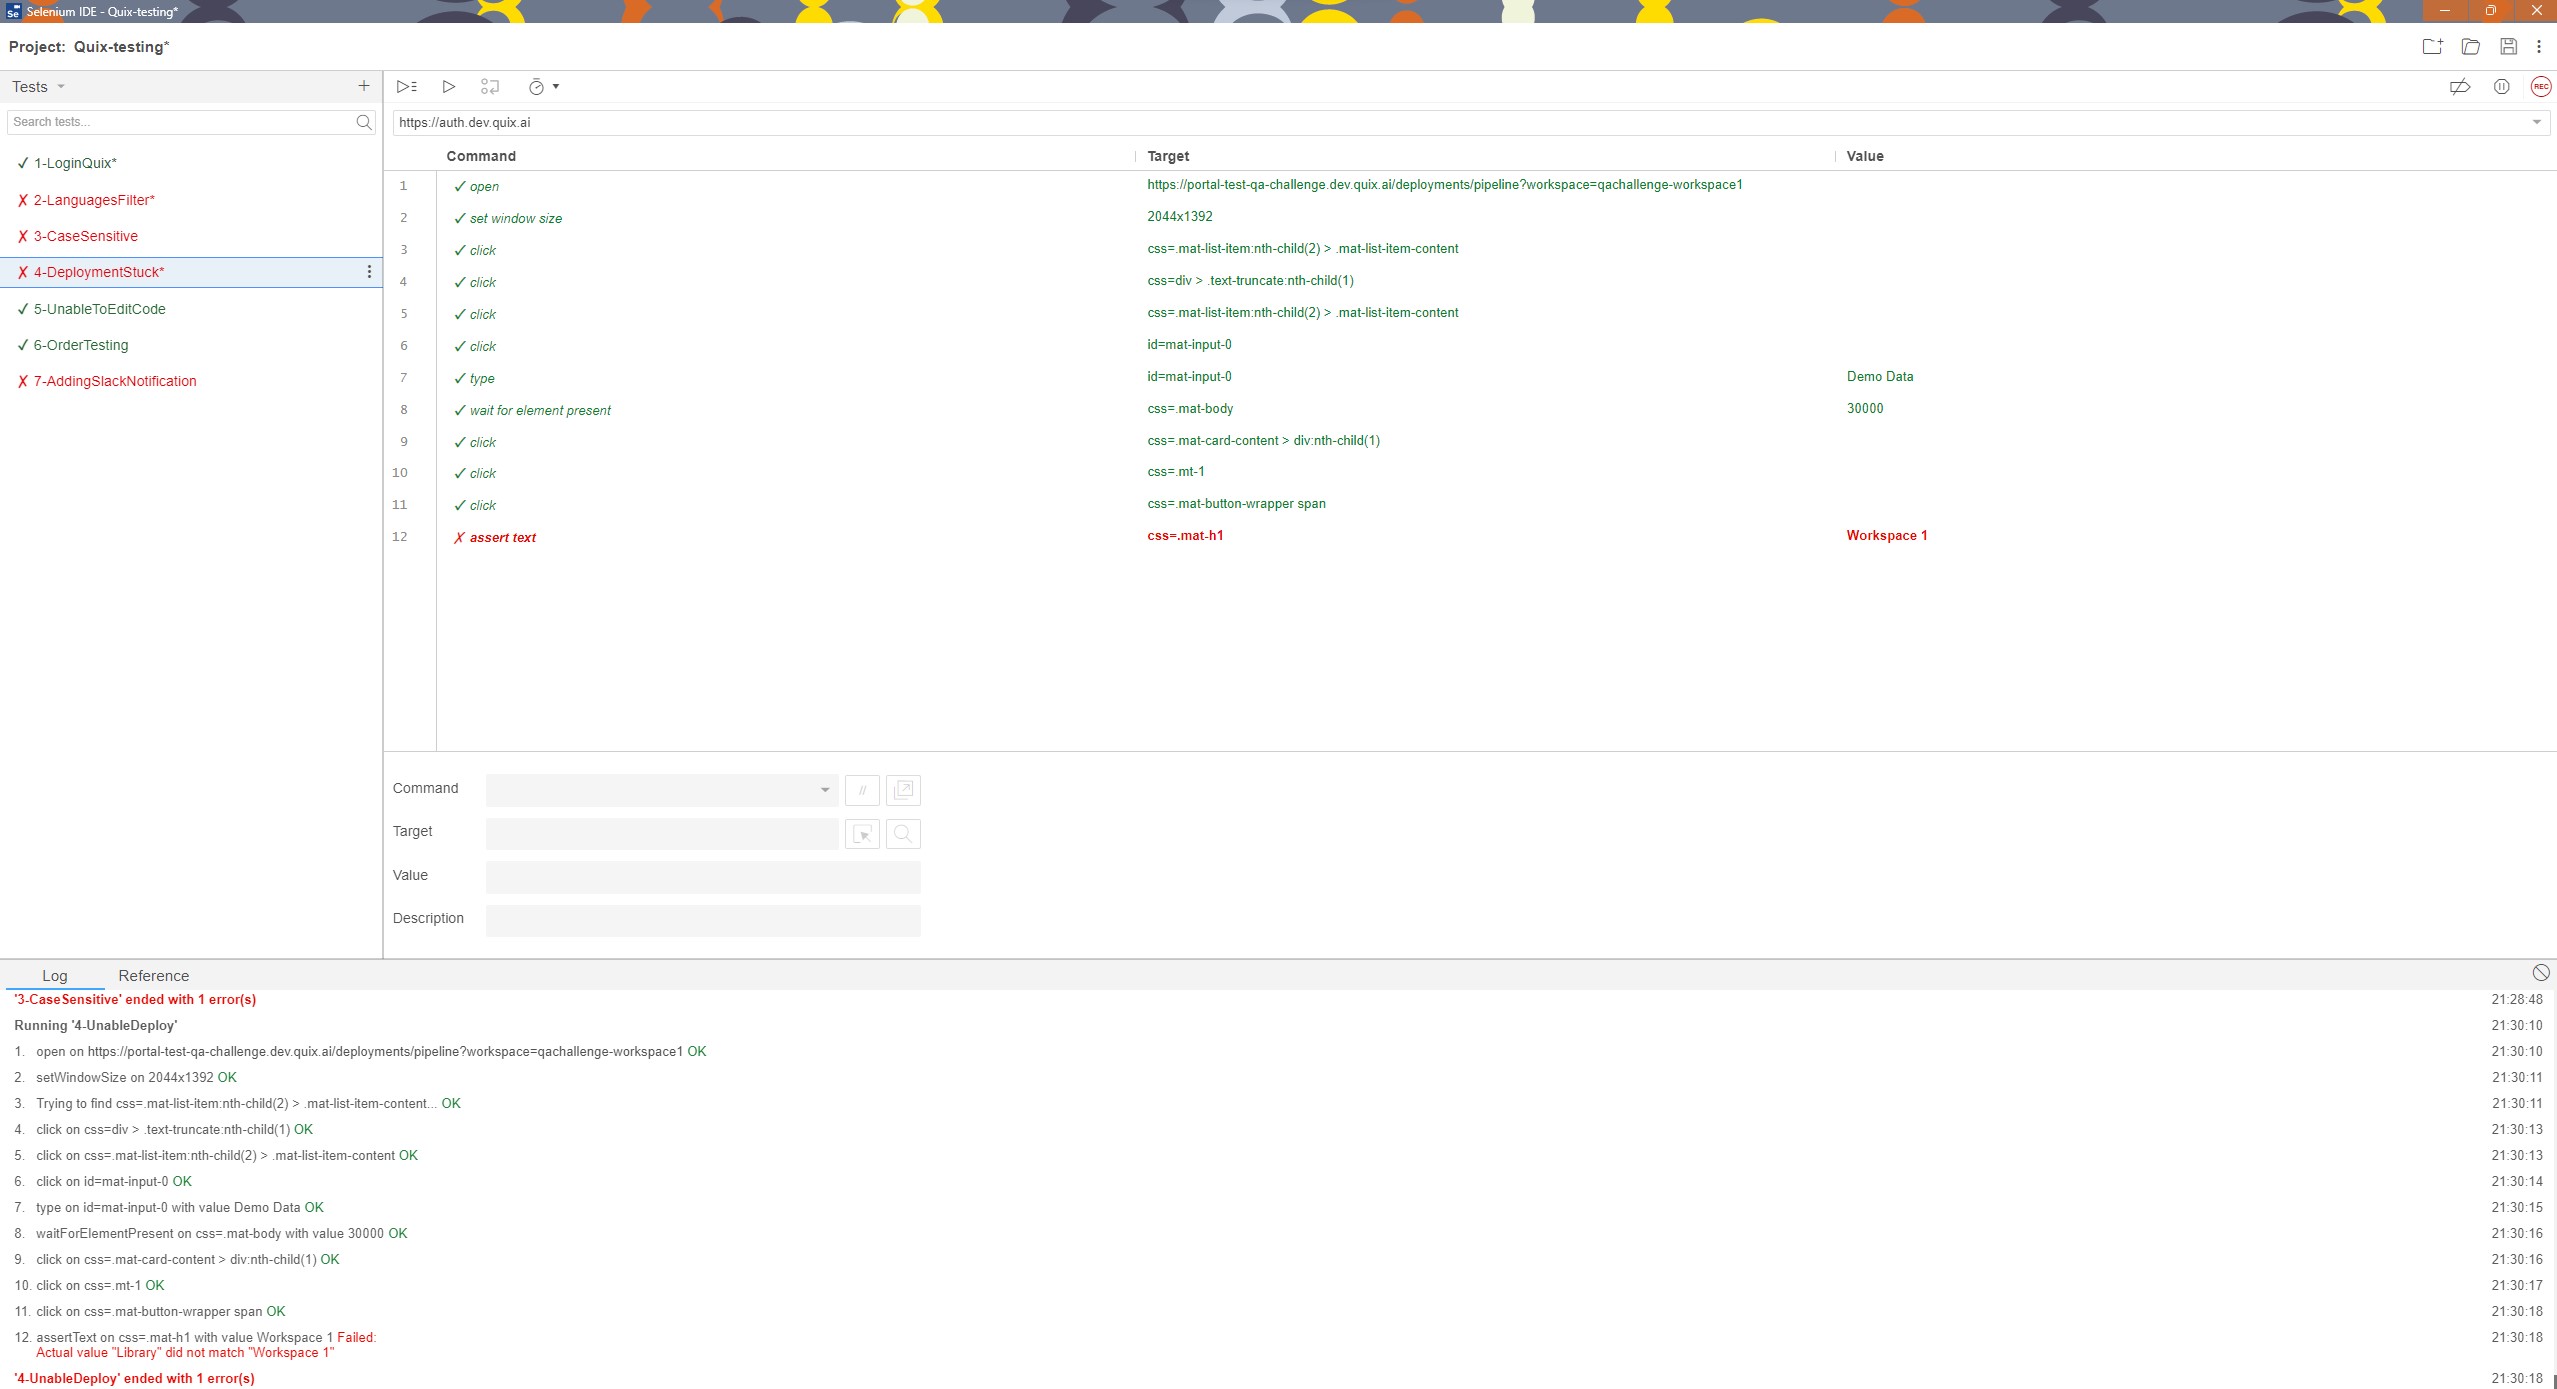 Selenium IDE - Quix-testing*
Project: Quix-testing*
Tests
Search tests...
✓ 1-LoginQuix*
✗ 2-LanguagesFilter*
✗ 3-CaseSensitive
✗ 4-DeploymentStuck*
✓ 5-UnableToEditCode
✓ 6-OrderTesting
✗ 7-AddingSlackNotification
REC
https://auth.dev.quix.ai
Command Target Value
1 ✓ open https://portal-test-qa-challenge.dev.quix.ai/deployments/pipeline?workspace=qachallenge-workspace1
2 ✓ set window size 2044x1392
3 ✓ click css=.mat-list-item:nth-child(2) > .mat-list-item-content
4 ✓ click css=div > .text-truncate:nth-child(1)
5 ✓ click css=.mat-list-item:nth-child(2) > .mat-list-item-content
6 ✓ click id=mat-input-0
7 ✓ type id=mat-input-0 Demo Data
8 ✓ wait for element present css=.mat-body 30000
9 ✓ click css=.mat-card-content > div:nth-child(1)
10 ✓ click css=.mt-1
11 ✓ click css=.mat-button-wrapper span
12 ✗ assert text css=.mat-h1 Workspace 1
Command //
Target
Value
Description
Log Reference
'3-CaseSensitive' ended with 1 error(s) 21:28:48
Running '4-UnableDeploy' 21:30:10
1. open on https://portal-test-qa-challenge.dev.quix.ai/deployments/pipeline?workspace=qachallenge-workspace1 OK 21:30:10
2. setWindowSize on 2044x1392 OK 21:30:11
3. Trying to find css=.mat-list-item:nth-child(2) > .mat-list-item-content... OK 21:30:11
4. click on css=div > .text-truncate:nth-child(1) OK 21:30:13
5. click on css=.mat-list-item:nth-child(2) > .mat-list-item-content OK 21:30:13
6. click on id=mat-input-0 OK 21:30:14
7. type on id=mat-input-0 with value Demo Data OK 21:30:15
8. waitForElementPresent on css=.mat-body with value 30000 OK 21:30:16
9. click on css=.mat-card-content > div:nth-child(1) OK 21:30:16
10. click on css=.mt-1 OK 21:30:17
11. click on css=.mat-button-wrapper span OK 21:30:18
12. assertText on css=.mat-h1 with value Workspace 1 Failed: 21:30:18
Actual value "Library" did not match "Workspace 1"
'4-UnableDeploy' ended with 1 error(s) 21:30:18